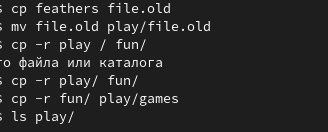 $ cp feathers file.old
$ mv file.old play/file.old
$ cp -r play / fun/
го файла или каталога
$ cp -r play/ fun/
$ cp -r fun/ play/games
$ ls play/